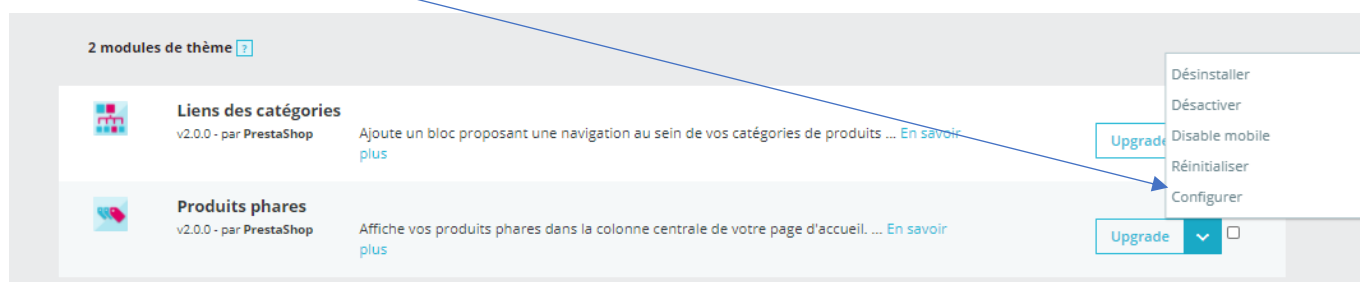 2 modules de thème ?
Liens des catégories
v2.0.0 - par PrestaShop
Ajoute un bloc proposant une navigation au sein de vos catégories de produits ... En savoir
plus
Upgrade
Désinstaller
Désactiver
Disable mobile
Réinitialiser
Configurer
Produits phares
v2.0.0 - par PrestaShop
Affiche vos produits phares dans la colonne centrale de votre page d'accueil. ... En savoir
plus
Upgrade